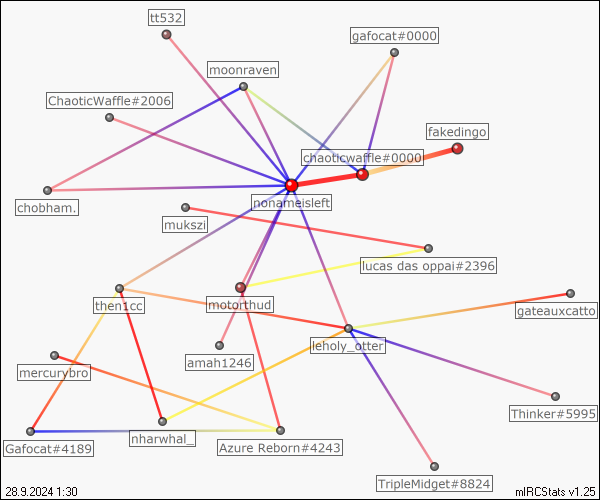 tt532
gafocat#0000
moonraven
ChaoticWaffle#2006
fakedingo
chaoticwaffle#0000
chobham.
nonameisleft
mukszi
lucas das oppai#2396
then1cc
motorthud
gateauxcatto
leholy_otter
amah1246
mercurybro
Thinker#5995
nharwhal_
Gafocat#4189
Azure Reborn#4243
TripleMidget#8824
28.9.2024 1:30
mIRCStats v1.25